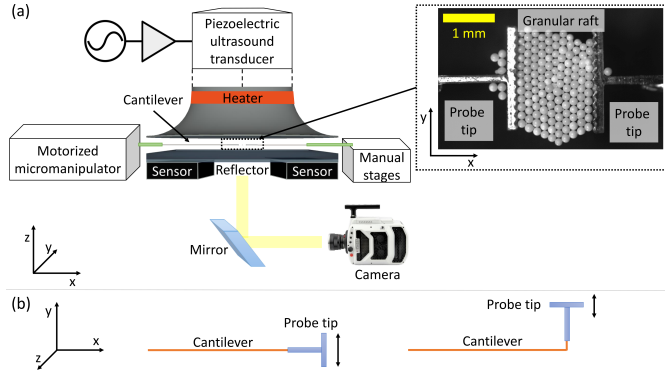 (a)
Piezoelectric
ultrasound
transducer
Heater
Cantilever
Motorized
micromanipulator
Manual
stages
Sensor
Reflector
Sensor
Mirror
Camera
z
y
x
1 mm
Granular raft
Probe
tip
Probe
tip
y
x
(b)
y
x
z
Cantilever
Probe tip
Cantilever
Probe tip